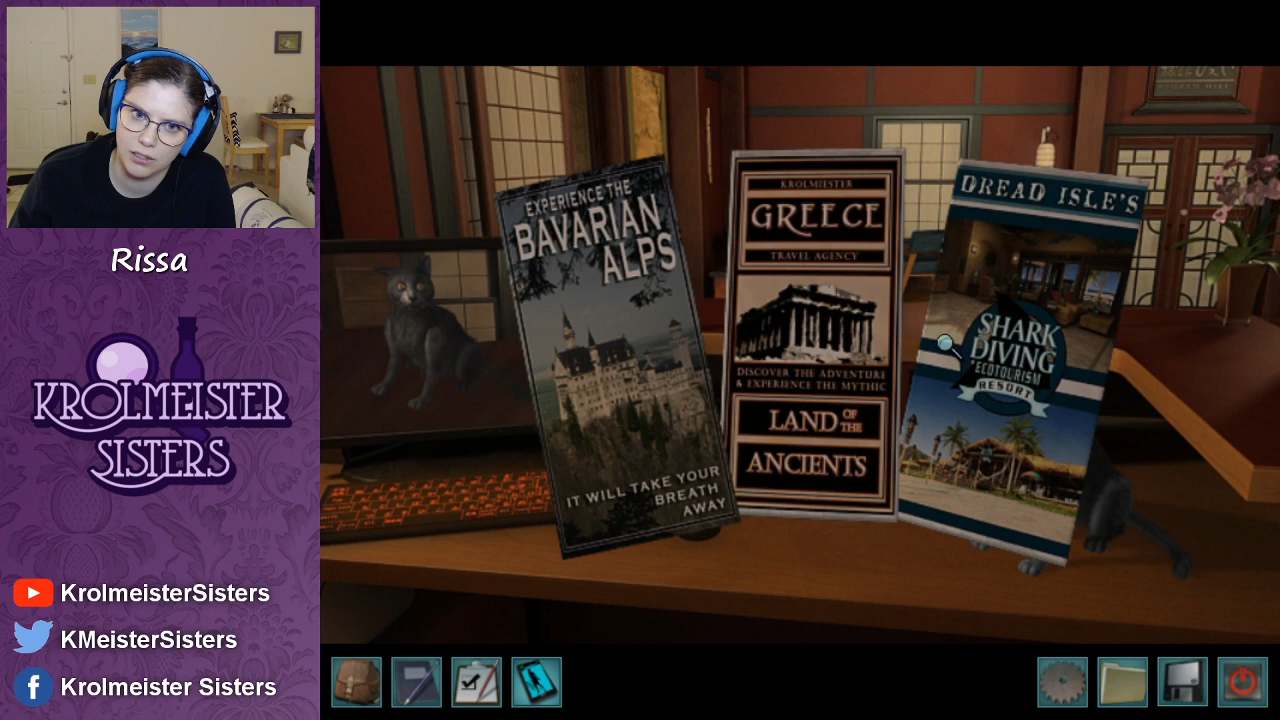 Rissa
KROLMEISTER
SISTERS
KrolmeisterSisters
KMeisterSisters
Krolmeister Sisters
EXPERIENCE THE
BAVARIAN
ALPS
IT WILL TAKE YOUR
BREATH
AWAY
KROLMIESTER
GREECE
TRAVEL AGENCY
DISCOVER THE ADVENTURE
& EXPERIENCE THE MYTHIC
LAND OF THE
ANCIENTS
DREAD ISLE'S
SHARK
DIVING
ECOTOURISM
RESORT